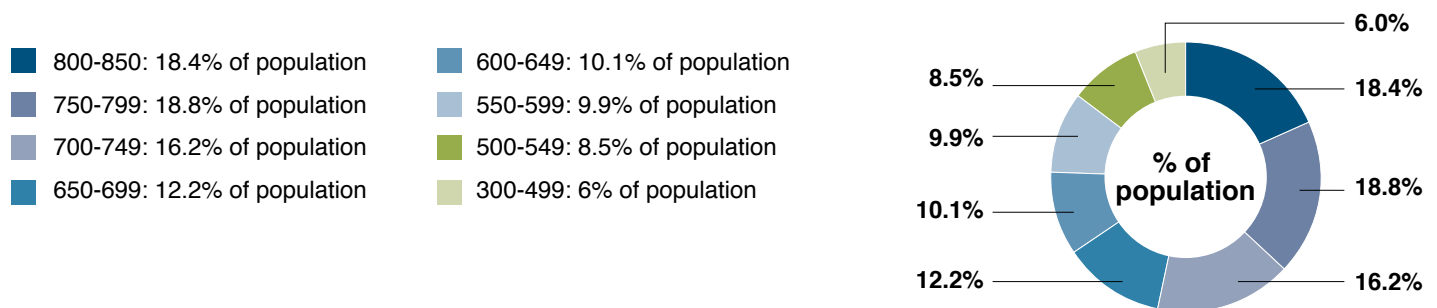 800-850: 18.4% of population
750-799: 18.8% of population
700-749: 16.2% of population
650-699: 12.2% of population
600-649: 10.1% of population
550-599: 9.9% of population
500-549: 8.5% of population
300-499: 6% of population
6.0%
18.4%
18.8%
16.2%
12.2%
10.1%
9.9%
8.5%
% of
population